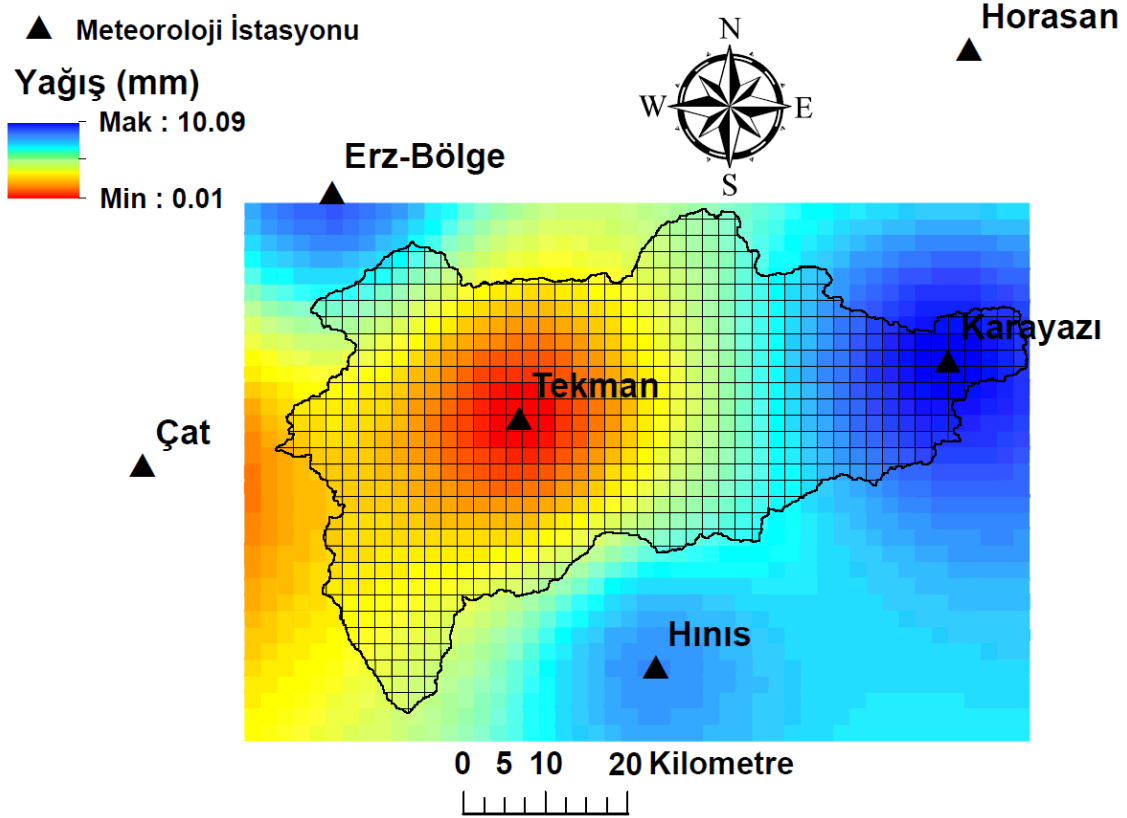 Meteoroloji İstasyonu
Yağış (mm)
Mak : 10.09
Min : 0.01
Horasan
N
W
E
S
Erz-Bölge
Karayazı
Tekman
Çat
Hınıs
0 5 10 20 Kilometre